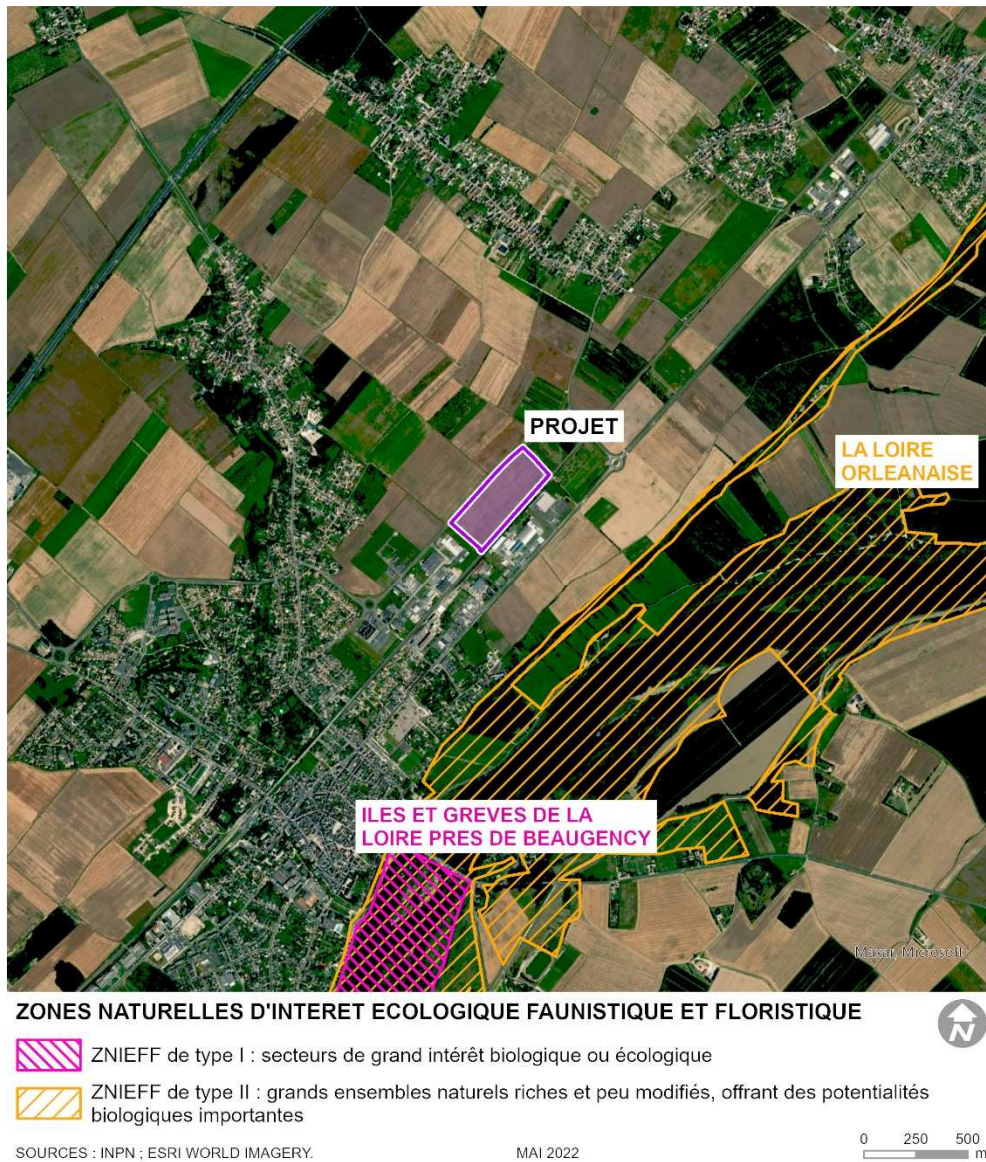 PROJET
LA LOIRE
ORLEANAISE
ILES ET GREVES DE LA
LOIRE PRES DE BEAUGENCY
Maxar, Microsoft
ZONES NATURELLES D'INTERET ECOLOGIQUE FAUNISTIQUE ET FLORISTIQUE
N
ZNIEFF de type I : secteurs de grand intérêt biologique ou écologique
ZNIEFF de type II : grands ensembles naturels riches et peu modifiés, offrant des potentialités
biologiques importantes
SOURCES : INPN ; ESRI WORLD IMAGERY.
MAI 2022
0 250 500
m